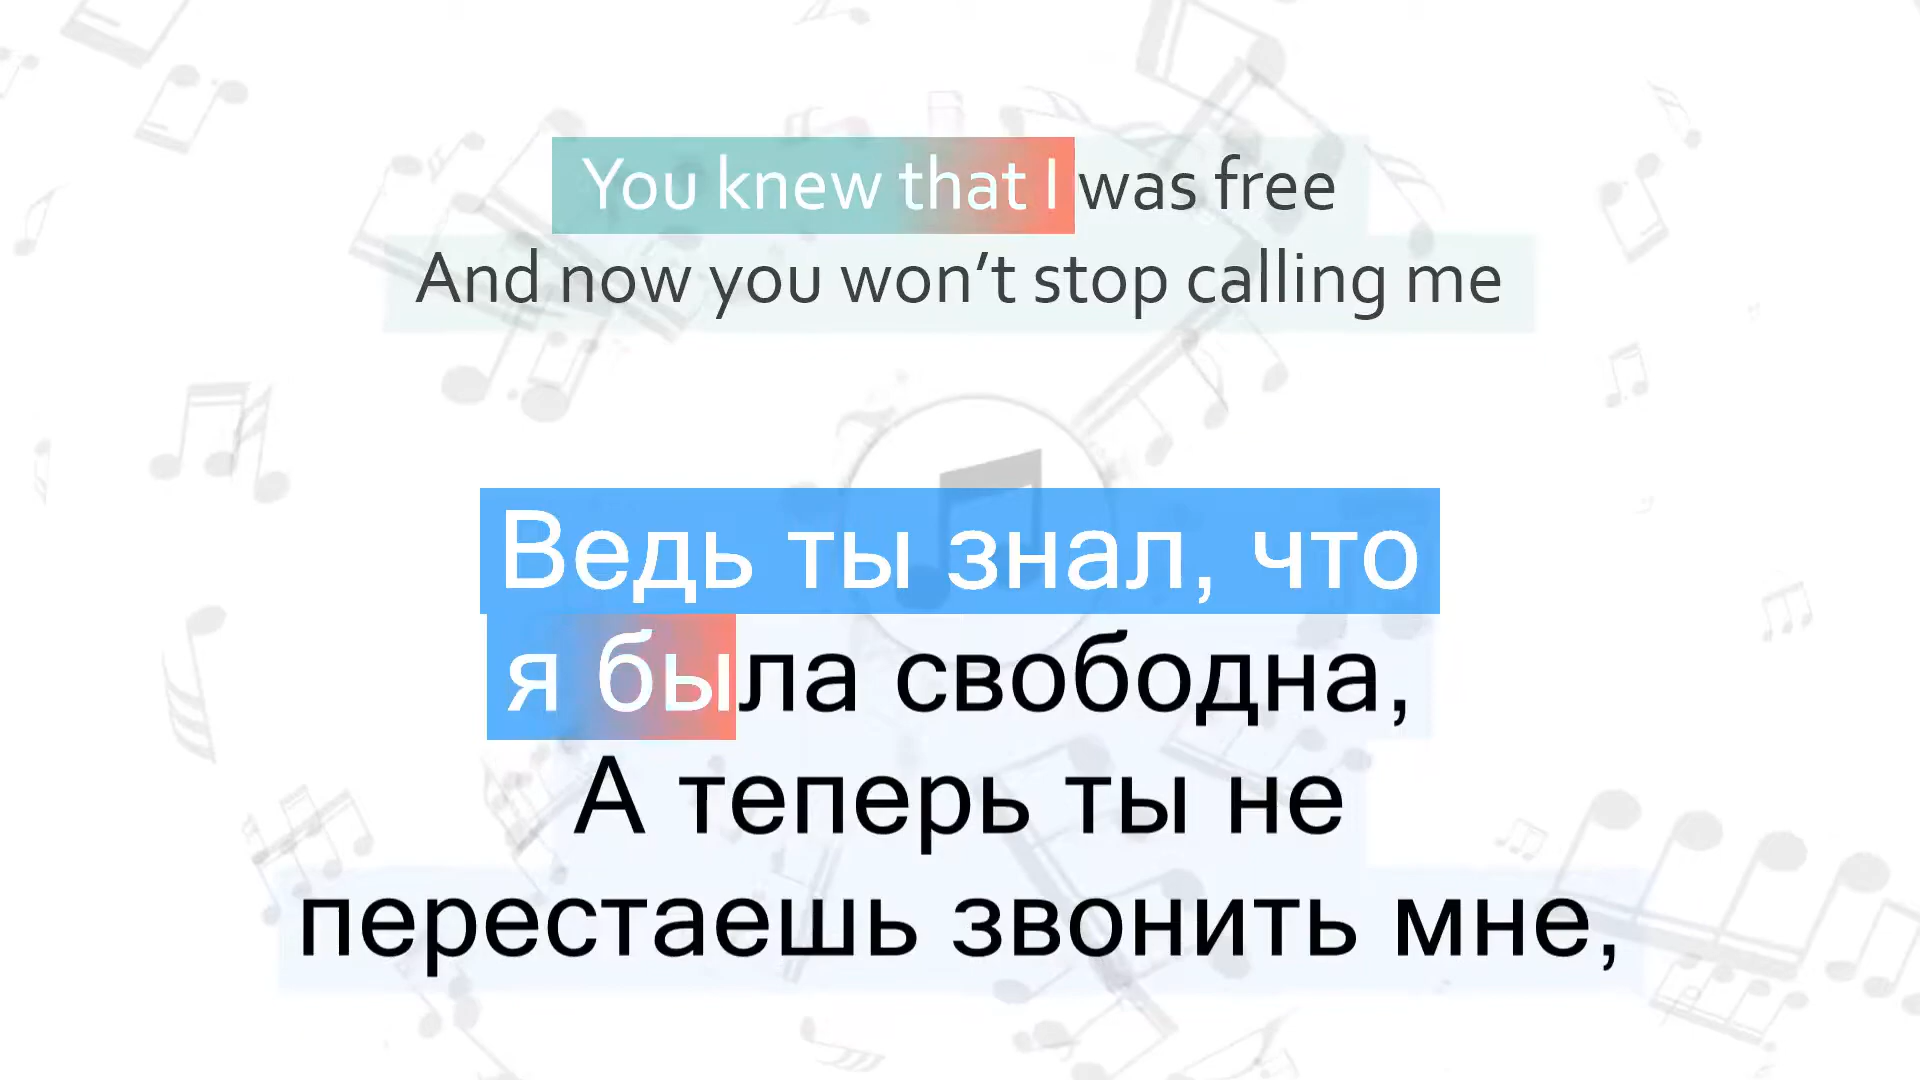 You knew that I was free
And now you won’t stop calling me
Ведь ты знал, что
я была свободна,
А теперь ты не
перестаешь звонить мне,